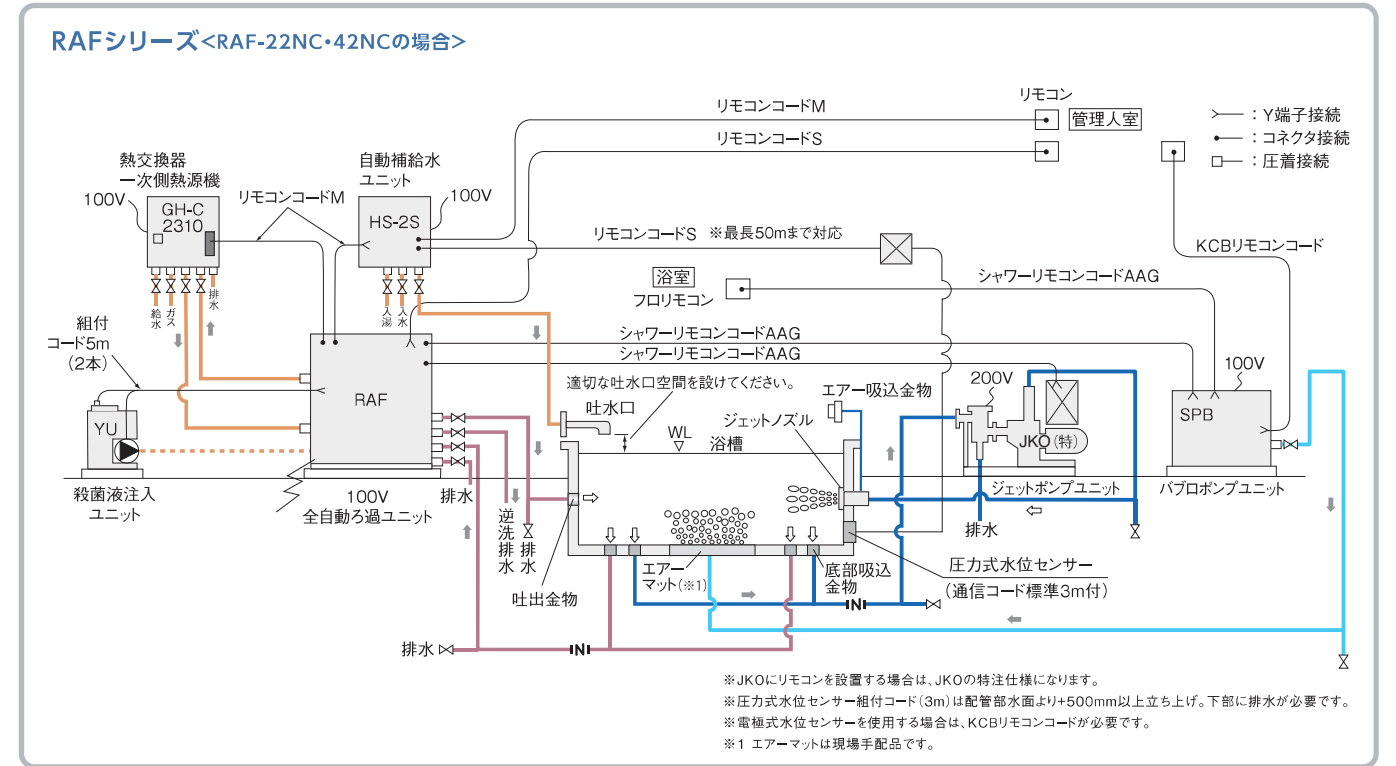 RAFシリーズ<RAF-22NC・42NCの場合>
リモコンコードM
リモコン
管理人室
リモコンコードS
＞― ：Y端子接続
●― ：コネクタ接続
□― ：圧着接続
熱交換器
一次側熱源機
100V
GH-C
2310
リモコンコードM
自動補給水
ユニット
100V
HS-2S
リモコンコードS ※最長50mまで対応
KCBリモコンコード
浴室
フロリモコン
シャワーリモコンコードAAG
給水
ガス
排水
入湯
入水
組付
コード5m
(2本)
シャワーリモコンコードAAG
シャワーリモコンコードAAG
適切な吐水口空間を設けてください。
吐水口
エアー吸込金物
200V
100V
RAF
YU
WL
浴槽
ジェットノズル
JKO(特)
SPB
殺菌液注入
ユニット
100V
全自動ろ過ユニット
排水
逆洗排水
排水
ジェットポンプユニット
バブロポンプユニット
排水
吐出金物
エアー
マット(※1)
底部吸込
金物
圧力式水位センサー
(通信コード標準3m付)
N
排水
N
※JKOにリモコンを設置する場合は、JKOの特注仕様になります。
※圧力式水位センサー組付コード(3m)は配管部水面より+500mm以上立ち上げ。下部に排水が必要です。
※電極式水位センサーを使用する場合は、KCBリモコンコードが必要です。
※1 エアーマットは現場手配品です。